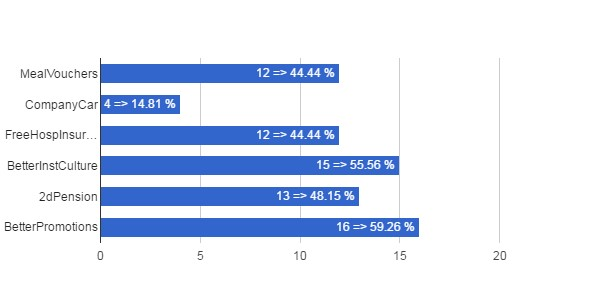 MealVouchers 12 => 44.44 %
CompanyCar 4 => 14.81 %
FreeHospInsur... 12 => 44.44 %
BetterInstCulture 15 => 55.56 %
2dPension 13 => 48.15 %
BetterPromotions 16 => 59.26 %
0 5 10 15 20